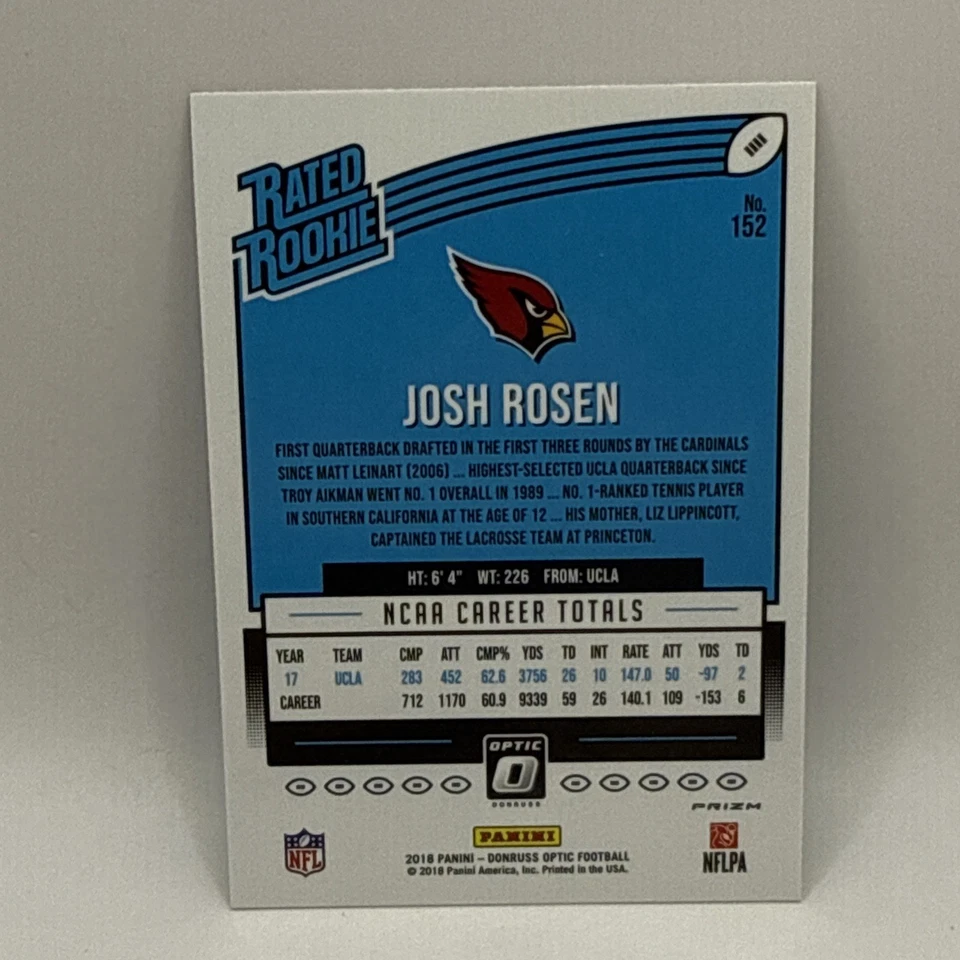 RATED
ROOKIE
No.
152
JOSH ROSEN
FIRST QUARTERBACK DRAFTED IN THE FIRST THREE ROUNDS BY THE CARDINALS
SINCE MATT LEINART (2006) ... HIGHEST-SELECTED UCLA QUARTERBACK SINCE
TROY AIKMAN WENT NO. 1 OVERALL IN 1989 ... NO. 1-RANKED TENNIS PLAYER
IN SOUTHERN CALIFORNIA AT THE AGE OF 12 ... HIS MOTHER, LIZ LIPPINCOTT,
CAPTAINED THE LACROSSE TEAM AT PRINCETON.
HT: 6' 4" WT: 226 FROM: UCLA
NCAA CAREER TOTALS
YEAR TEAM CMP ATT CMP% YDS TD INT RATE ATT YDS TD
17 UCLA 283 452 62.6 3756 26 10 147.0 50 -97 2
CAREER 712 1170 60.9 9339 59 26 140.1 109 -153 6
OPTIC
O
DONRUSS
PRIZM
NFL
PANINI
NFLPA
2018 PANINI – DONRUSS OPTIC FOOTBALL
© 2018 Panini America, Inc. Printed in the USA.